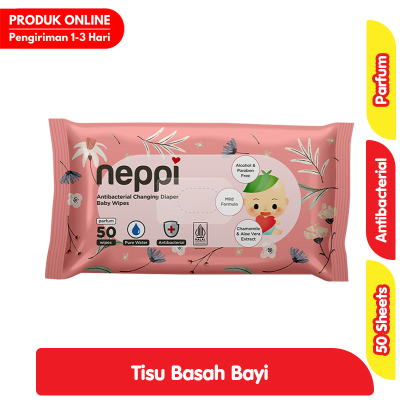 PRODUK ONLINE
Pengiriman 1-3 Hari
Parfum
Antibacterial
50 Sheets
neppi
Antibacterial Changing Diaper
Baby Wipes
parfum
50
wipes
Pure Water
Antibacterial
HALAL
Alcohol &
Paraben
Free
Mild
Formula
Chamomile
& Aloe Vera
Extract
Tisu Basah Bayi